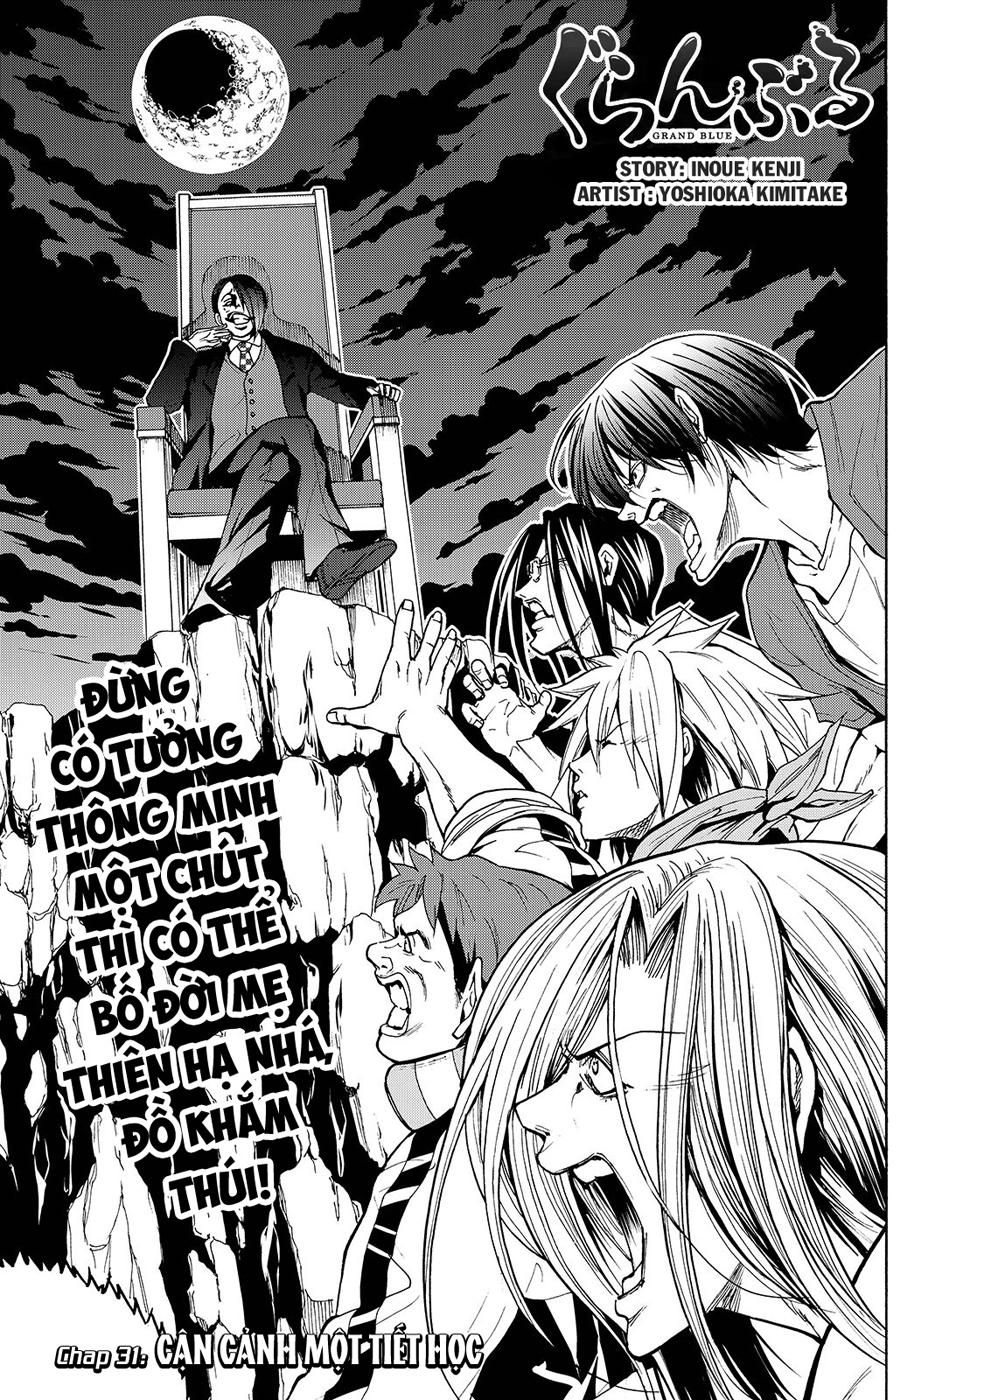 ぐらんぶる
GRAND BLUE
STORY: INOUE KENJI
ARTIST : YOSHIOKA KIMITAKE
ĐỪNG
CÓ TƯỞNG
THÔNG MINH
MỘT CHÚT
THÌ CÓ THỂ
BỐ ĐỜI MẸ
THIÊN HẠ NHÁ,
ĐỒ KHẮM
THÚI!
Chap 31: CẬN CẢNH MỘT TIẾT HỌC